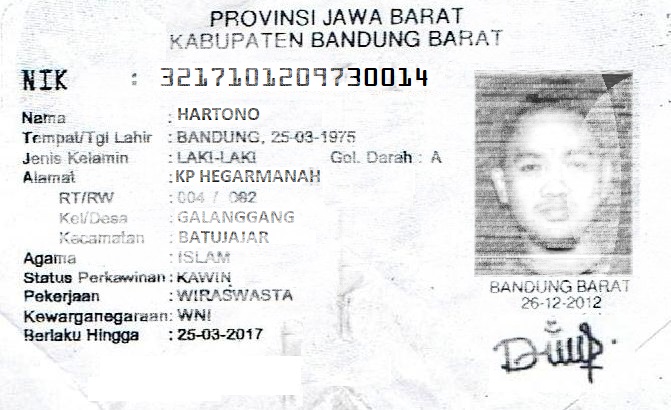 PROVINSI JAWA BARAT
KABUPATEN BANDUNG BARAT
NIK : 3217101209730014
Nama : HARTONO
Tempat/Tgl Lahir : BANDUNG, 25-03-1975
Jenis Kelamin : LAKI-LAKI Gol. Darah : A
Alamat : KP HEGARMANAH
RT/RW : 004 / 082
Kel/Desa : GALANGGANG
Kecamatan : BATUJAJAR
Agama : ISLAM
Status Perkawinan: KAWIN
Pekerjaan : WIRASWASTA
Kewarganegaraan: WNI
Berlaku Hingga : 25-03-2017
BANDUNG BARAT
26-12-2012